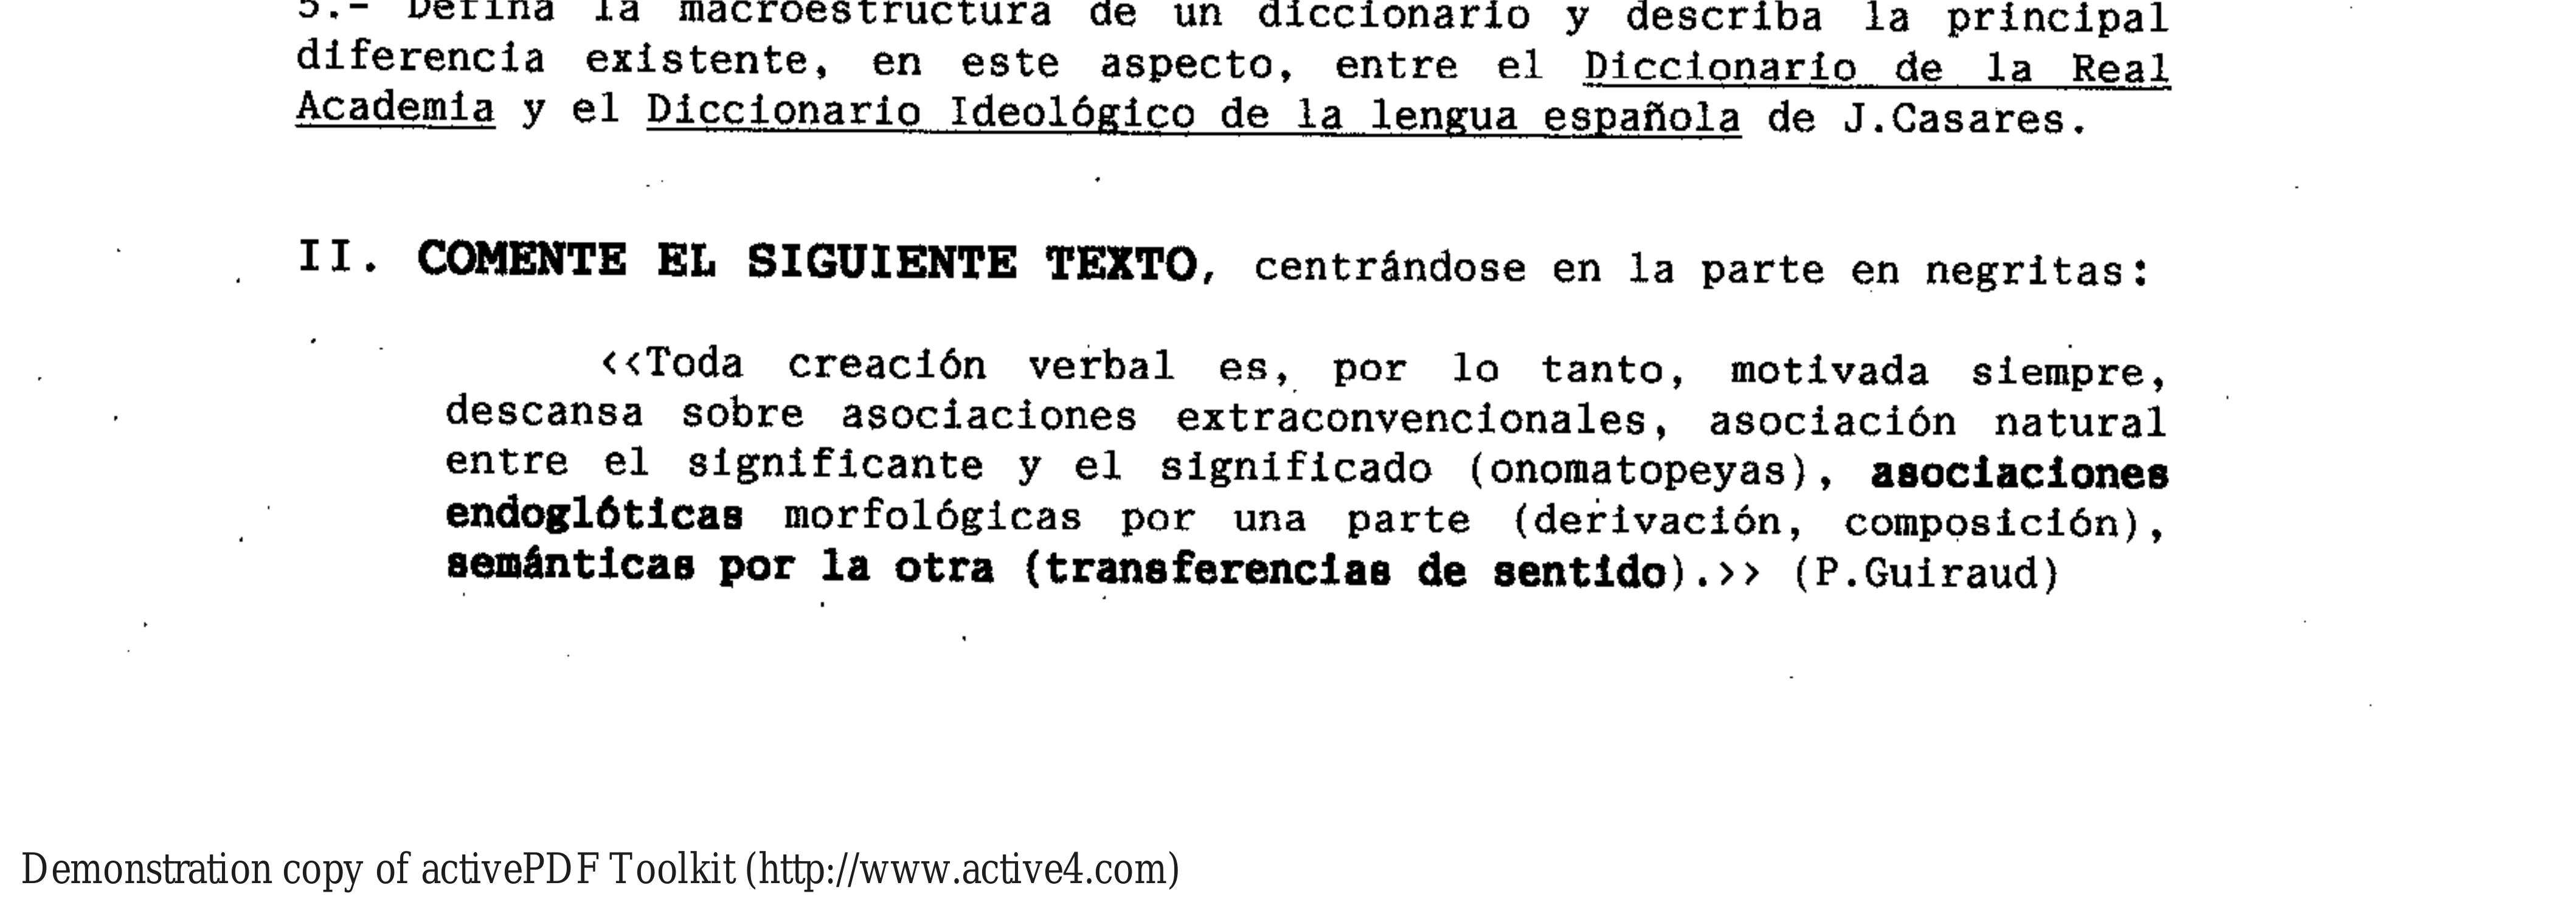 5.- Defina la macroestructura de un diccionario y describa la principal
diferencia existente, en este aspecto, entre el Diccionario de la Real
Academia y el Diccionario Ideológico de la lengua española de J.Casares.
II. COMENTE EL SIGUIENTE TEXTO, centrándose en la parte en negritas:
<<Toda creación verbal es, por lo tanto, motivada siempre,
descansa sobre asociaciones extraconvencionales, asociación natural
entre el significante y el significado (onomatopeyas), asociaciones
endoglóticas morfológicas por una parte (derivación, composición),
semánticas por la otra (transferencias de sentido).>> (P.Guiraud)
Demonstration copy of activePDF Toolkit (http://www.active4.com)